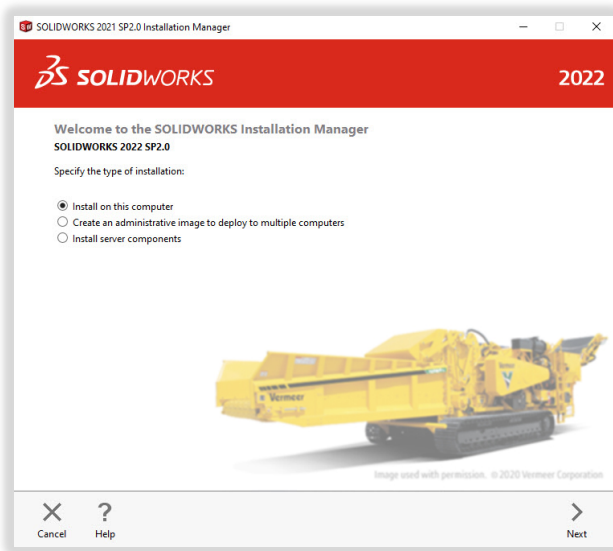 SOLIDWORKS 2021 SP2.0 Installation Manager
SOLIDWORKS
2022
Welcome to the SOLIDWORKS Installation Manager
SOLIDWORKS 2022 SP2.0
Specify the type of installation:
Install on this computer
Create an administrative image to deploy to multiple computers
Install server components
Vermeer
Vermeer
Image used with permission. © 2020 Vermeer Corporation
Cancel
Help
Next